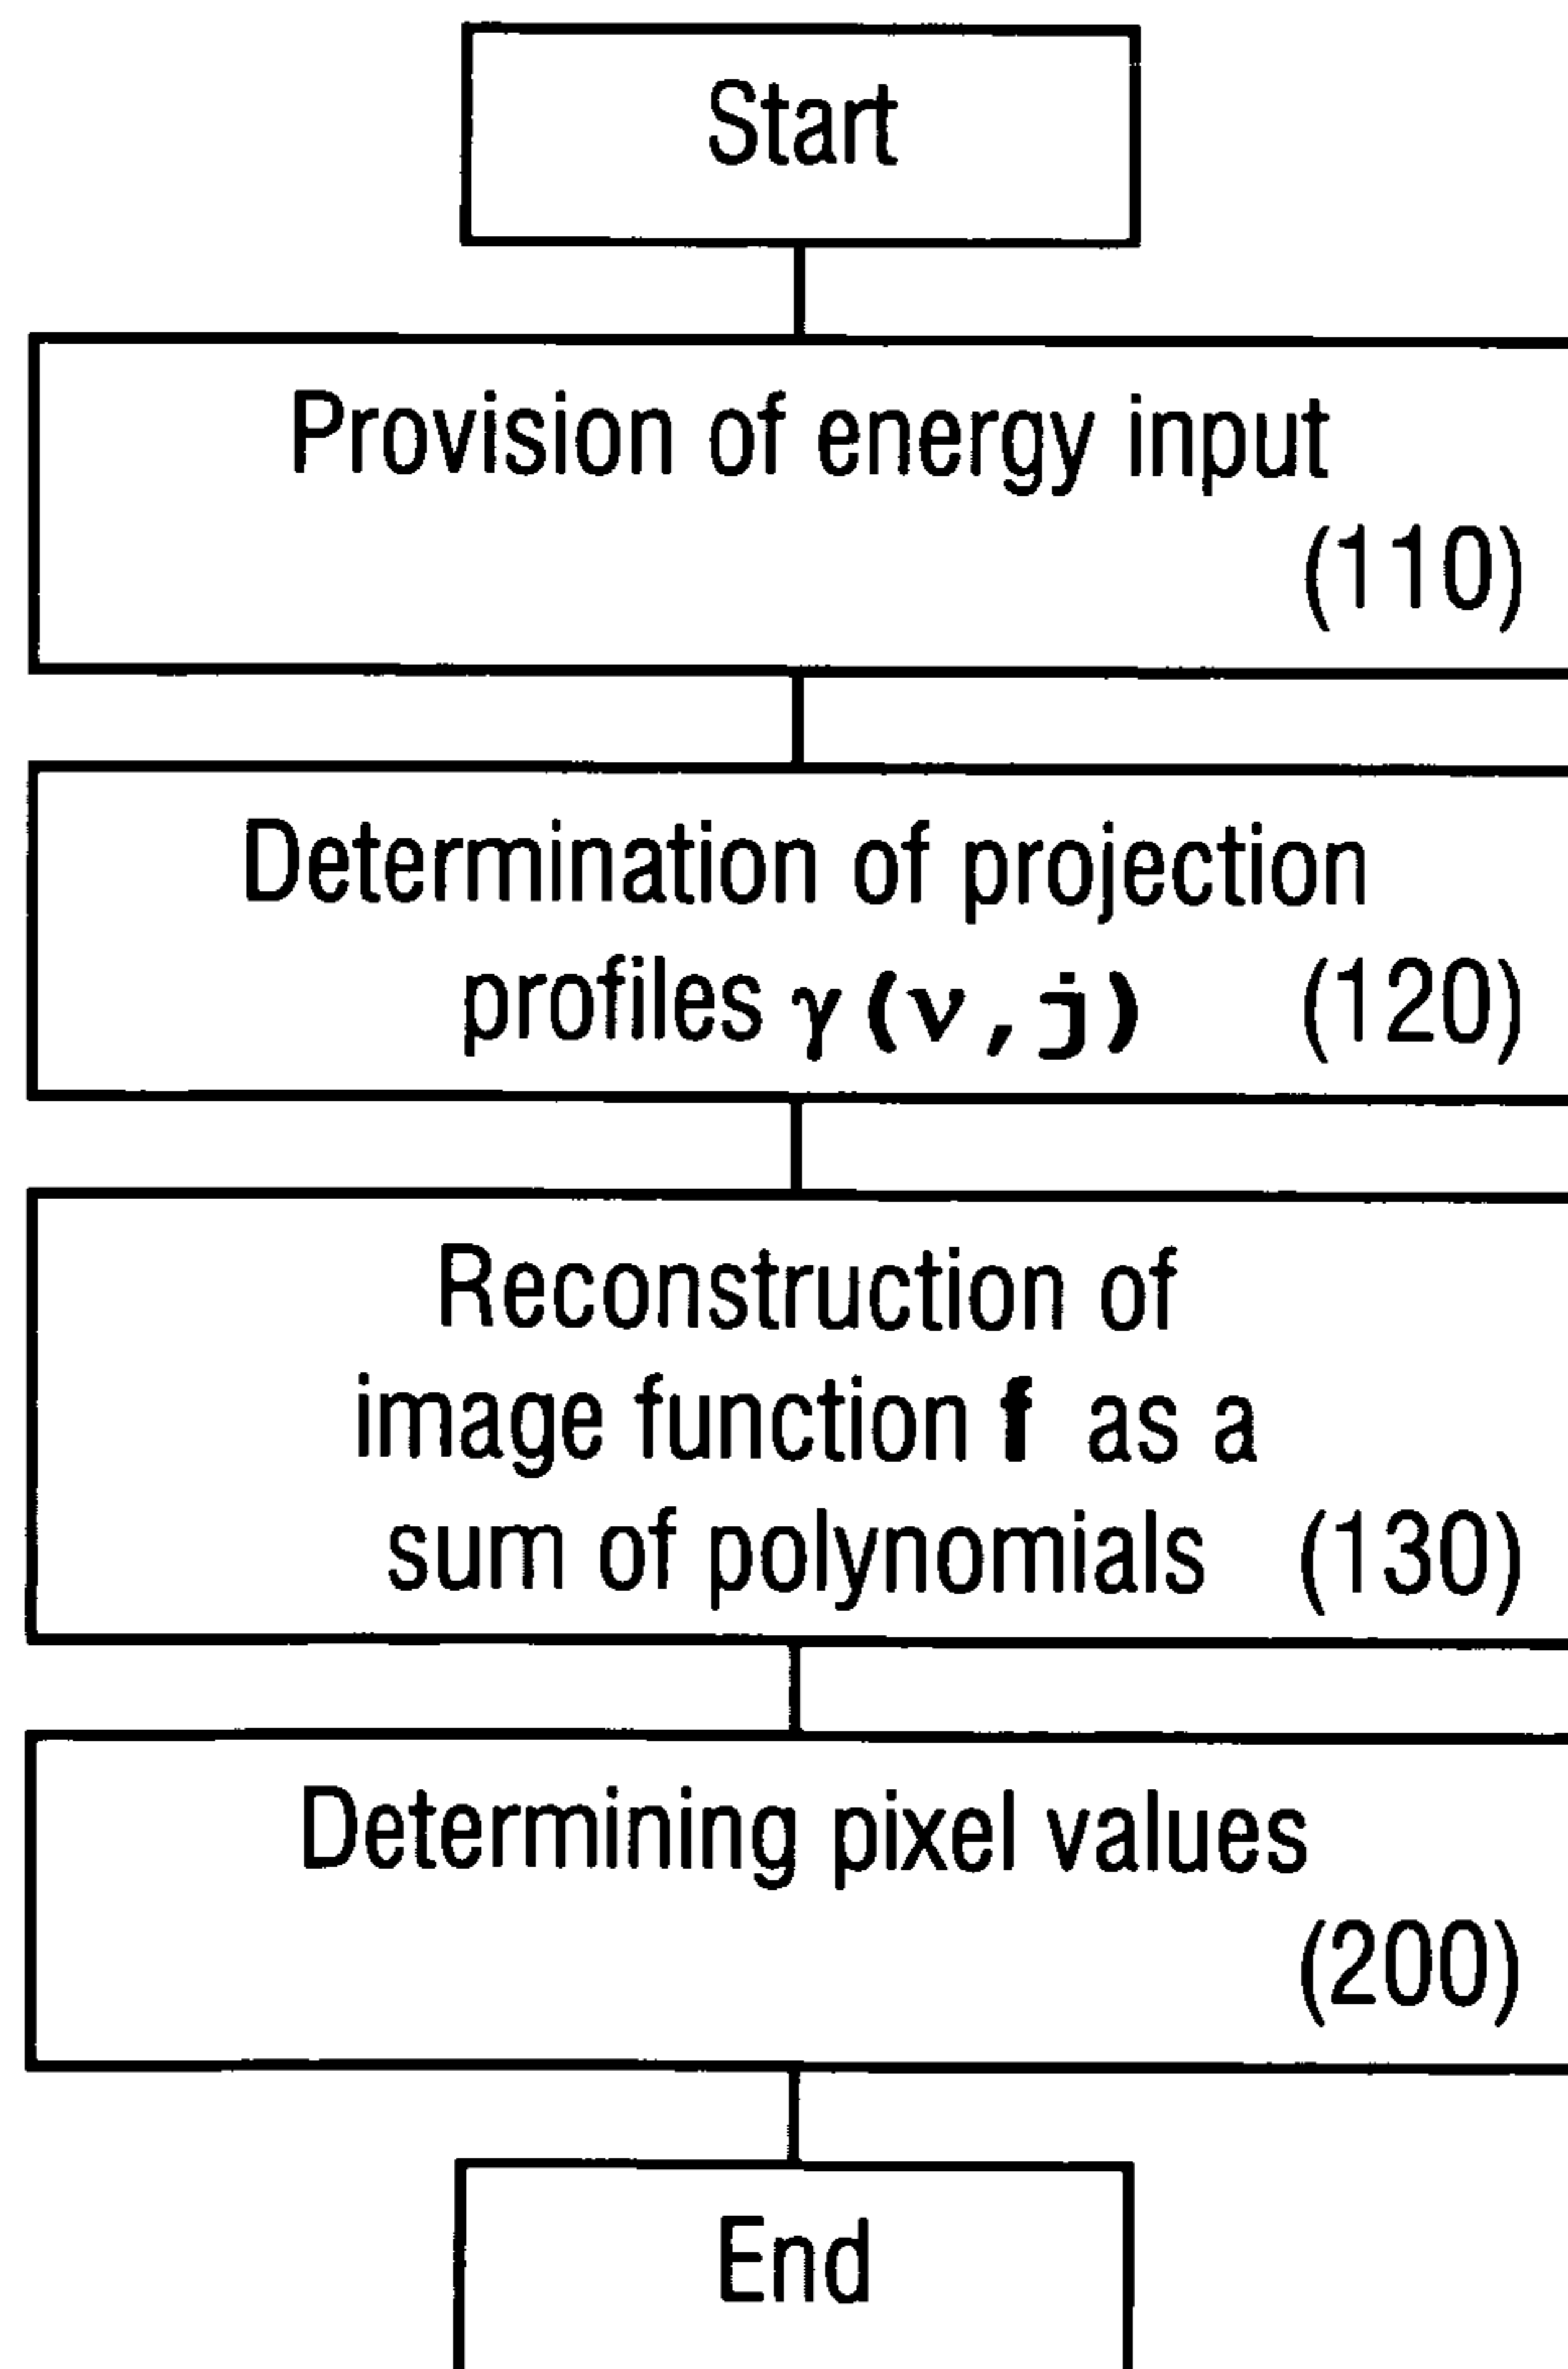 Start
Provision of energy input
(110)
Determination of projection
profiles γ(ν,j) (120)
Reconstruction of
image function f as a
sum of polynomials (130)
Determining pixel values
(200)
End